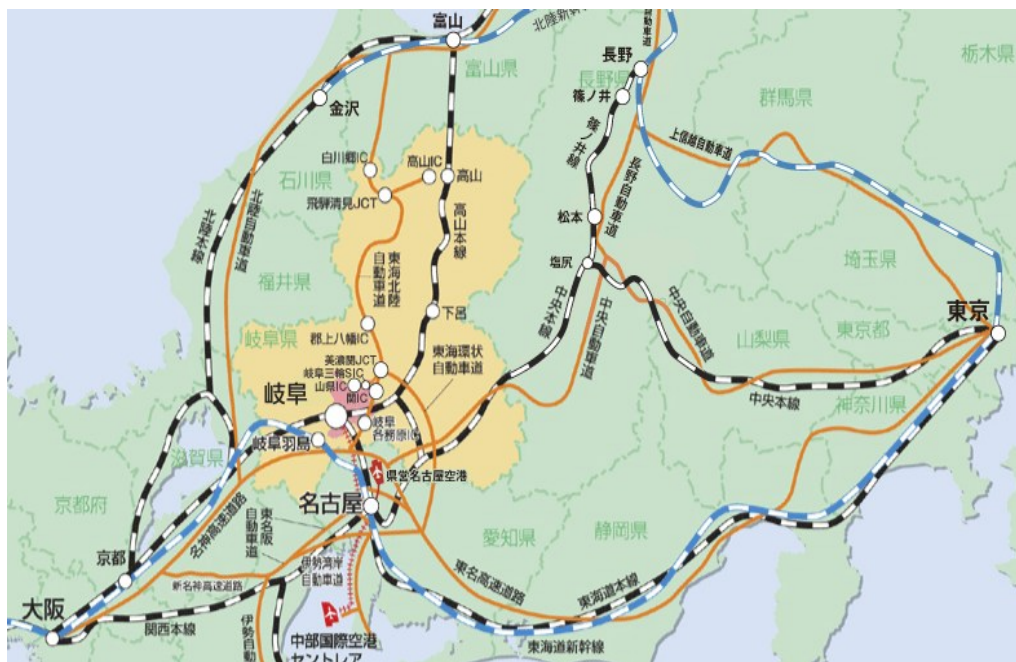 富山
北陸新幹
自動車道
富山県
長野
長野県
栃木県
群馬県
篠ノ井
金沢
篠ノ井線
上信越自動車道
白川郷IC
高山IC
高山
石川県
飛騨清見JCT
長野自動車道
北陸本線
北陸自動車道
高山本線
松本
塩尻
埼玉県
福井県
東海北陸
自動車道
中央本線
中央自動車道
中央自動車道
下呂
東京
山梨県
東京都
岐阜県
郡上八幡IC
美濃関JCT
東海環状
自動車道
岐阜三輪SIC
山県IC
関IC
中央本線
神奈川県
岐阜
岐阜
各務原IC
岐阜羽島
滋賀県
県営名古屋空港
京都府
名神高速道路
名古屋
東名阪
自動車道
愛知県
静岡県
京都
伊勢湾岸
自動車道
新名神高速道路
東名高速道路
東海道本線
大阪
関西本線
伊勢自動
中部国際空港
セントレア
東海道新幹線